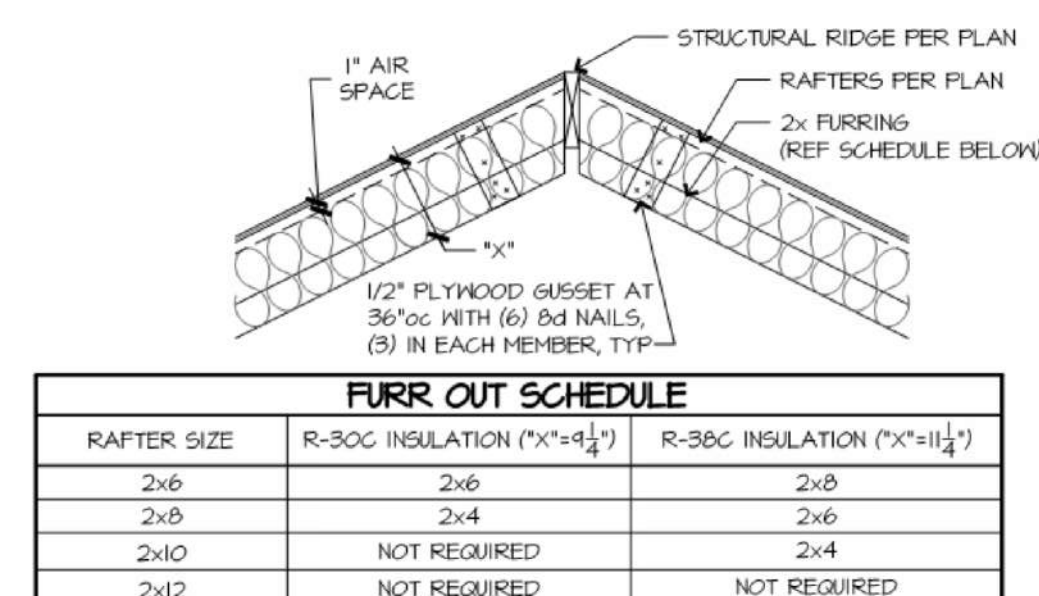 STRUCTURAL RIDGE PER PLAN
1" AIR
SPACE
RAFTERS PER PLAN
2x FURRING
(REF SCHEDULE BELOW)
"X"
1/2" PLYWOOD GUSSET AT
36"oc WITH (6) 8d NAILS,
(3) IN EACH MEMBER, TYP
FURR OUT SCHEDULE
RAFTER SIZE R-30C INSULATION ("X"=9 1/4") R-38C INSULATION ("X"=11 1/4")
2x6 2x6 2x8
2x8 2x4 2x6
2x10 NOT REQUIRED 2x4
2x12 NOT REQUIRED NOT REQUIRED